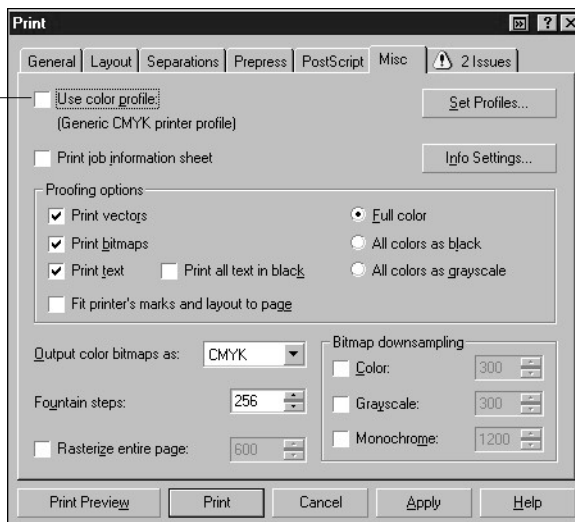 Print
General Layout Separations Prepress PostScript Misc 2 Issues
Use color profile:
(Generic CMYK printer profile)
Set Profiles...
Print job information sheet
Info Settings...
Proofing options
Print vectors
Full color
Print bitmaps
All colors as black
Print text Print all text in black
All colors as grayscale
Fit printer's marks and layout to page
Output color bitmaps as: CMYK
Bitmap downsampling
Color: 300
Fountain steps: 256
Grayscale: 300
Rasterize entire page: 600
Monochrome: 1200
Print Preview Print Cancel Apply Help